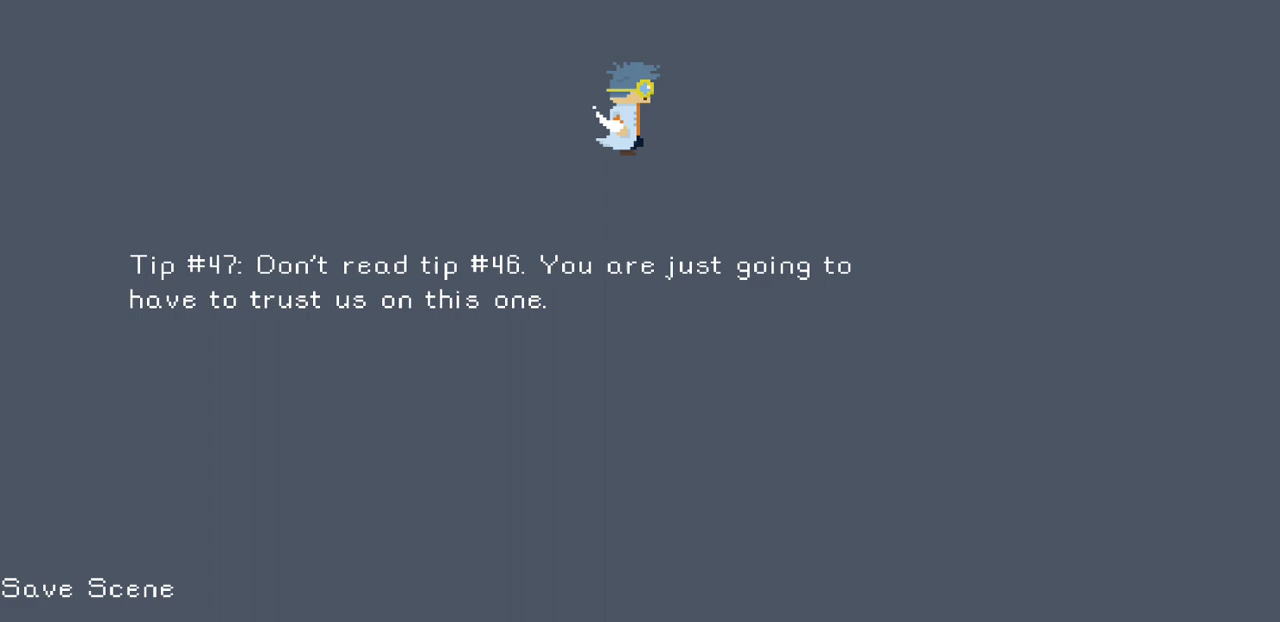 Tip #47: Don't read tip #46. You are just going to
have to trust us on this one.
Save Scene